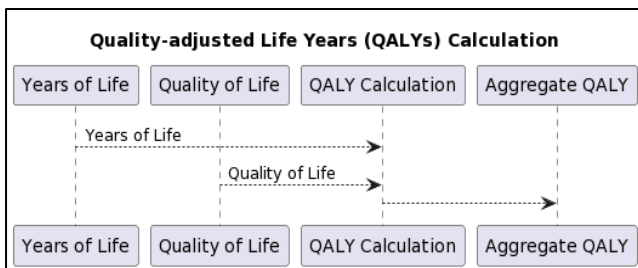 Quality-adjusted Life Years (QALYs) Calculation
Years of Life Quality of Life QALY Calculation Aggregate QALY
Years of Life
Quality of Life
Years of Life Quality of Life QALY Calculation Aggregate QALY